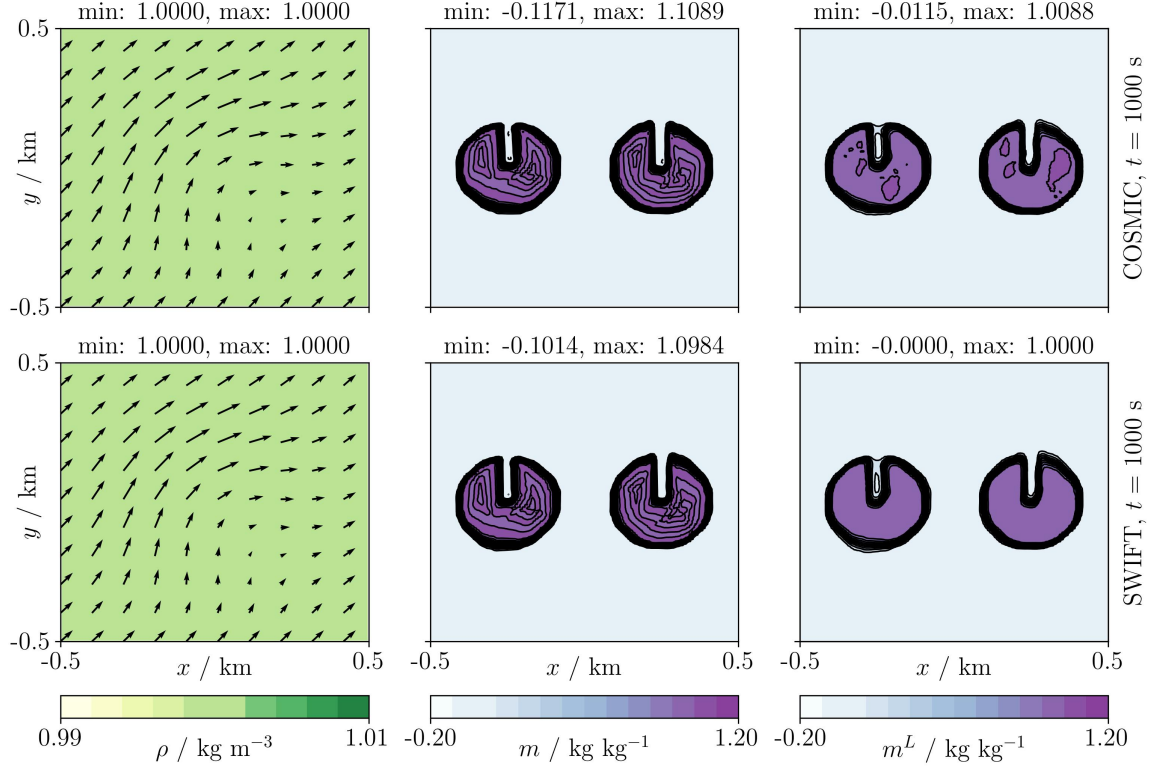 min: 1.0000, max: 1.0000
min: -0.1171, max: 1.1089
min: -0.0115, max: 1.0088
0.5
y / km
-0.5
COSMIC, t = 1000 s
min: 1.0000, max: 1.0000
min: -0.1014, max: 1.0984
min: -0.0000, max: 1.0000
0.5
y / km
-0.5
SWIFT, t = 1000 s
-0.5 x / km 0.5
-0.5 x / km 0.5
-0.5 x / km 0.5
0.99 ρ / kg m⁻³ 1.01
-0.20 m / kg kg⁻¹ 1.20
-0.20 mᴸ / kg kg⁻¹ 1.20